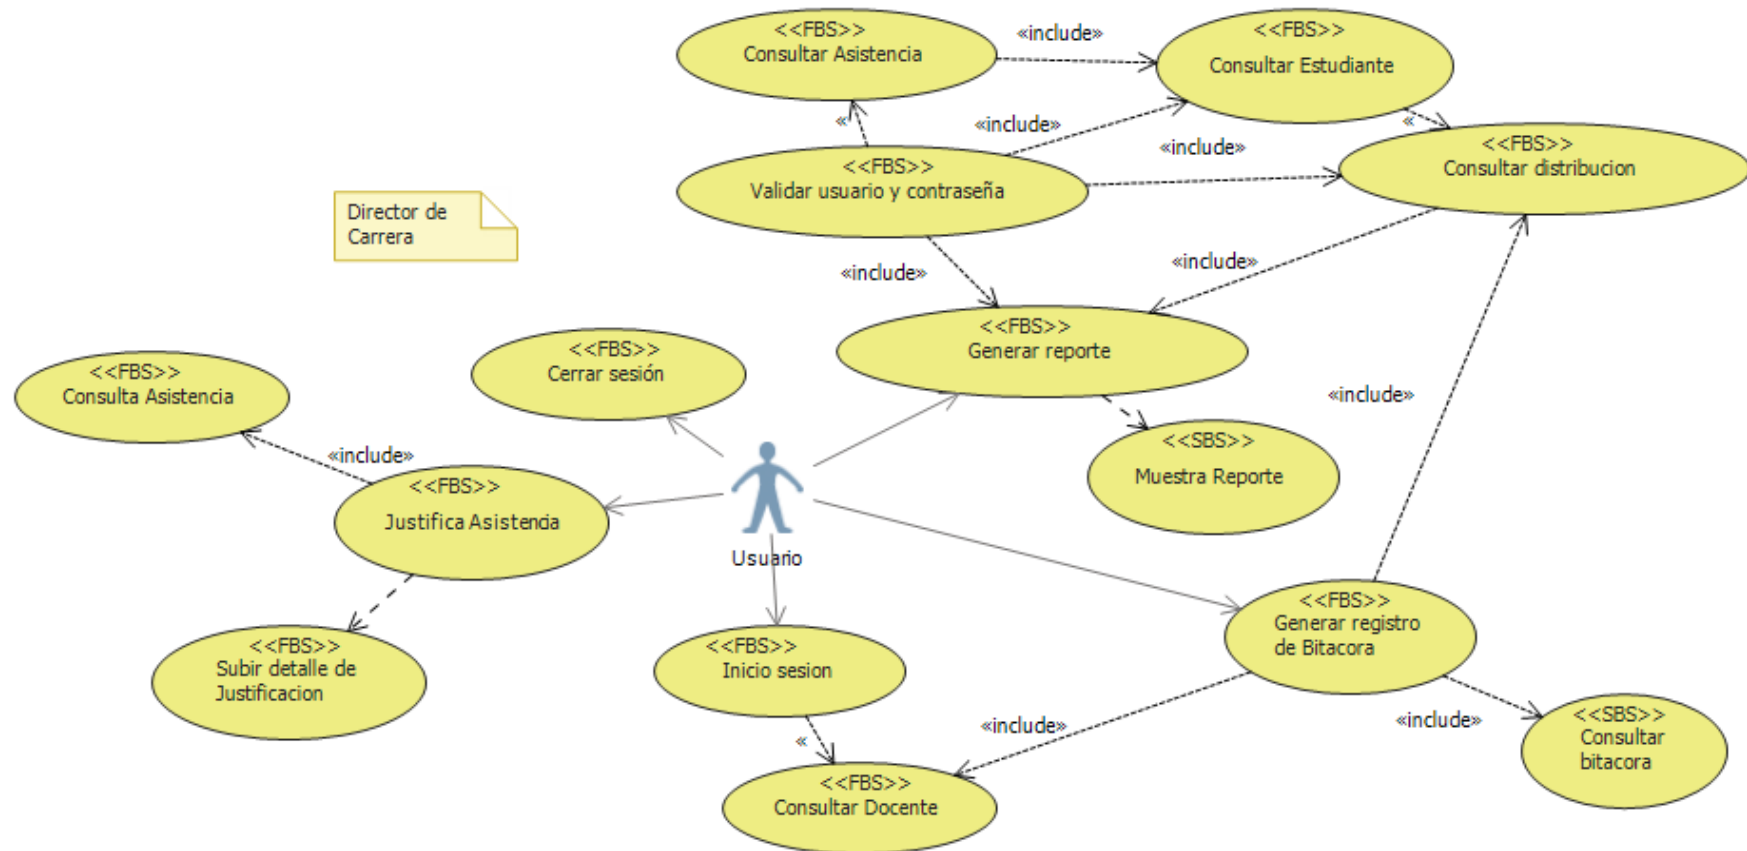 <<FBS>>
Consultar Asistencia
«include»
<<FBS>>
Consultar Estudiante
«
«include»
«include»
«
<<FBS>>
Validar usuario y contraseña
<<FBS>>
Consultar distribucion
Director de
Carrera
«include»
«include»
<<FBS>>
Generar reporte
<<FBS>>
Cerrar sesión
<<FBS>>
Consulta Asistencia
«include»
«include»
<<SBS>>
Muestra Reporte
<<FBS>>
Justifica Asistencia
Usuario
<<FBS>>
Subir detalle de
Justificacion
<<FBS>>
Inicio sesion
<<FBS>>
Generar registro
de Bitacora
«
«include»
«include»
<<SBS>>
Consultar
bitacora
<<FBS>>
Consultar Docente